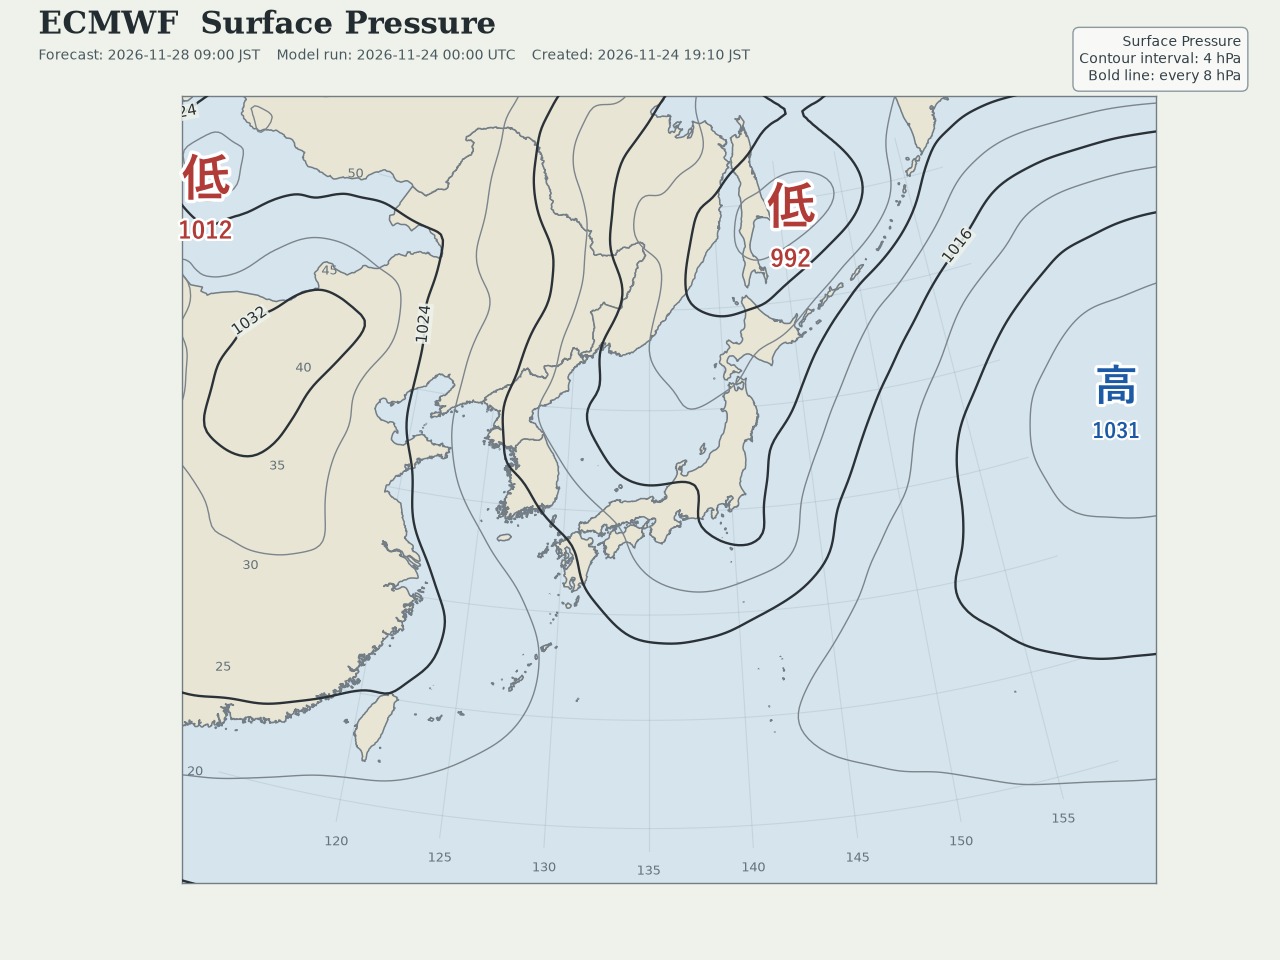 ECMWF  Surface Pressure
Forecast: 2026-11-28 09:00 JST    Model run: 2026-11-24 00:00 UTC    Created: 2026-11-24 19:10 JST
Surface Pressure
Contour interval: 4 hPa
Bold line: every 8 hPa
24
低
1012
50
低
992
1016
45
1032
1024
40
高
1031
35
30
25
20
120
125
130
135
140
145
150
155